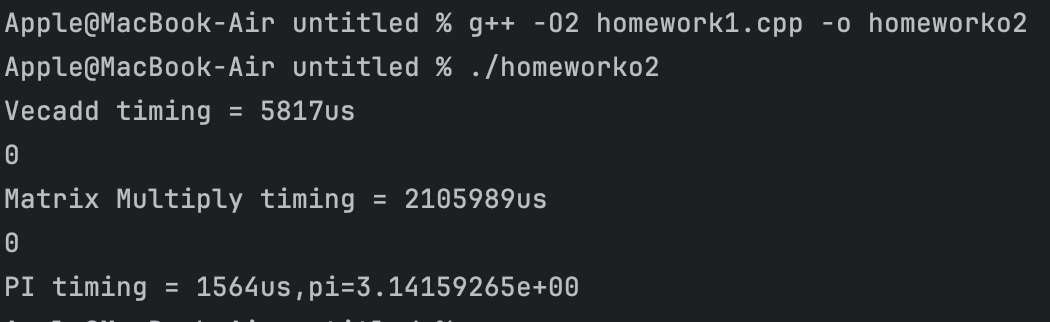 Apple@MacBook-Air untitled % g++ -O2 homework1.cpp -o homeworko2
Apple@MacBook-Air untitled % ./homeworko2
Vecadd timing = 5817us
0
Matrix Multiply timing = 2105989us
0
PI timing = 1564us,pi=3.14159265e+00